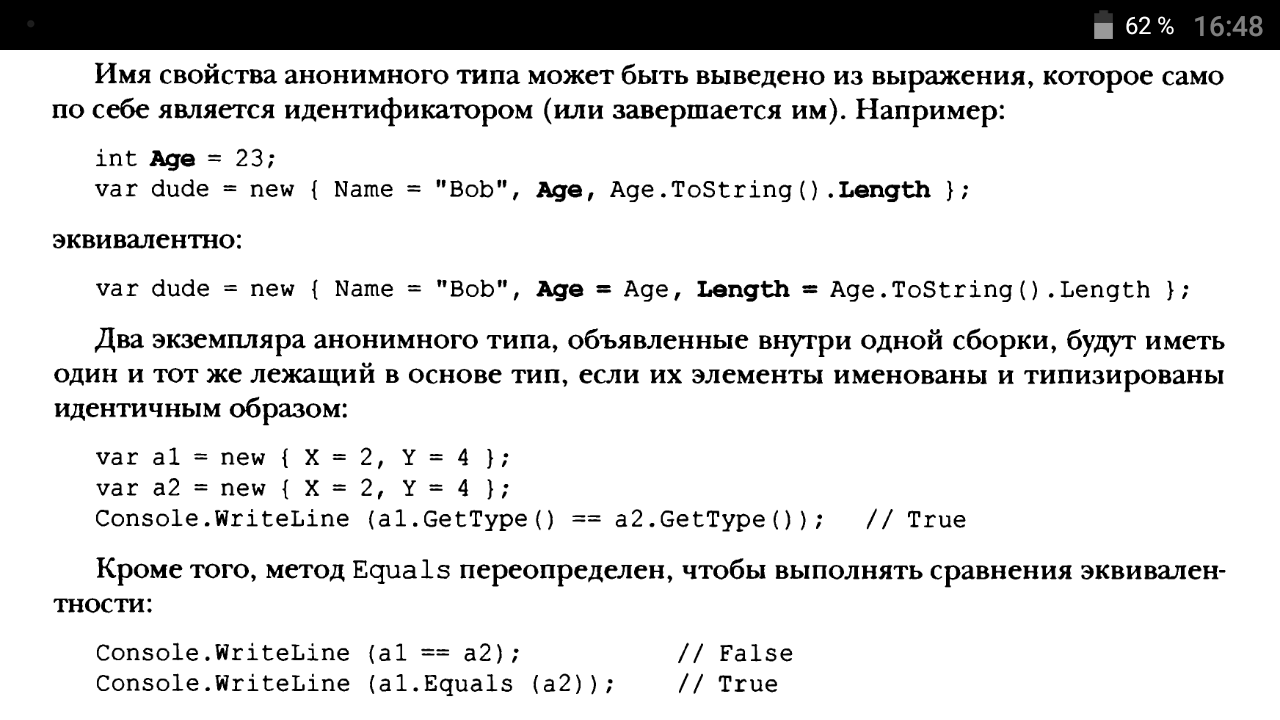 62 % 16:48
Имя свойства анонимного типа может быть выведено из выражения, которое само
по себе является идентификатором (или завершается им). Например:
int Age = 23;
var dude = new { Name = "Bob", Age, Age.ToString().Length };
эквивалентно:
var dude = new { Name = "Bob", Age = Age, Length = Age.ToString().Length };
Два экземпляра анонимного типа, объявленные внутри одной сборки, будут иметь
один и тот же лежащий в основе тип, если их элементы именованы и типизированы
идентичным образом:
var a1 = new { X = 2, Y = 4 };
var a2 = new { X = 2, Y = 4 };
Console.WriteLine (a1.GetType() == a2.GetType()); // True
Кроме того, метод Equals переопределен, чтобы выполнять сравнения эквивален-
тности:
Console.WriteLine (a1 == a2); // False
Console.WriteLine (a1.Equals (a2)); // True